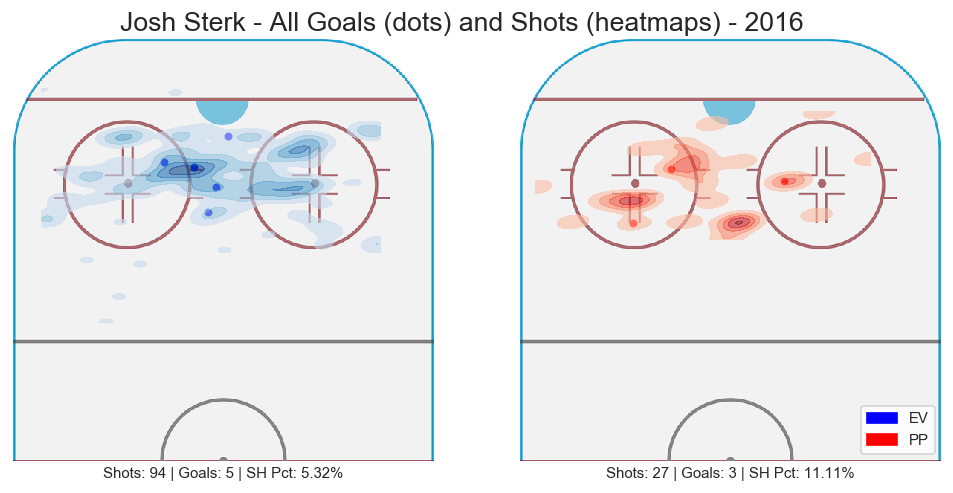 Josh Sterk - All Goals (dots) and Shots (heatmaps) - 2016
EV
PP
Shots: 94 | Goals: 5 | SH Pct: 5.32%
Shots: 27 | Goals: 3 | SH Pct: 11.11%